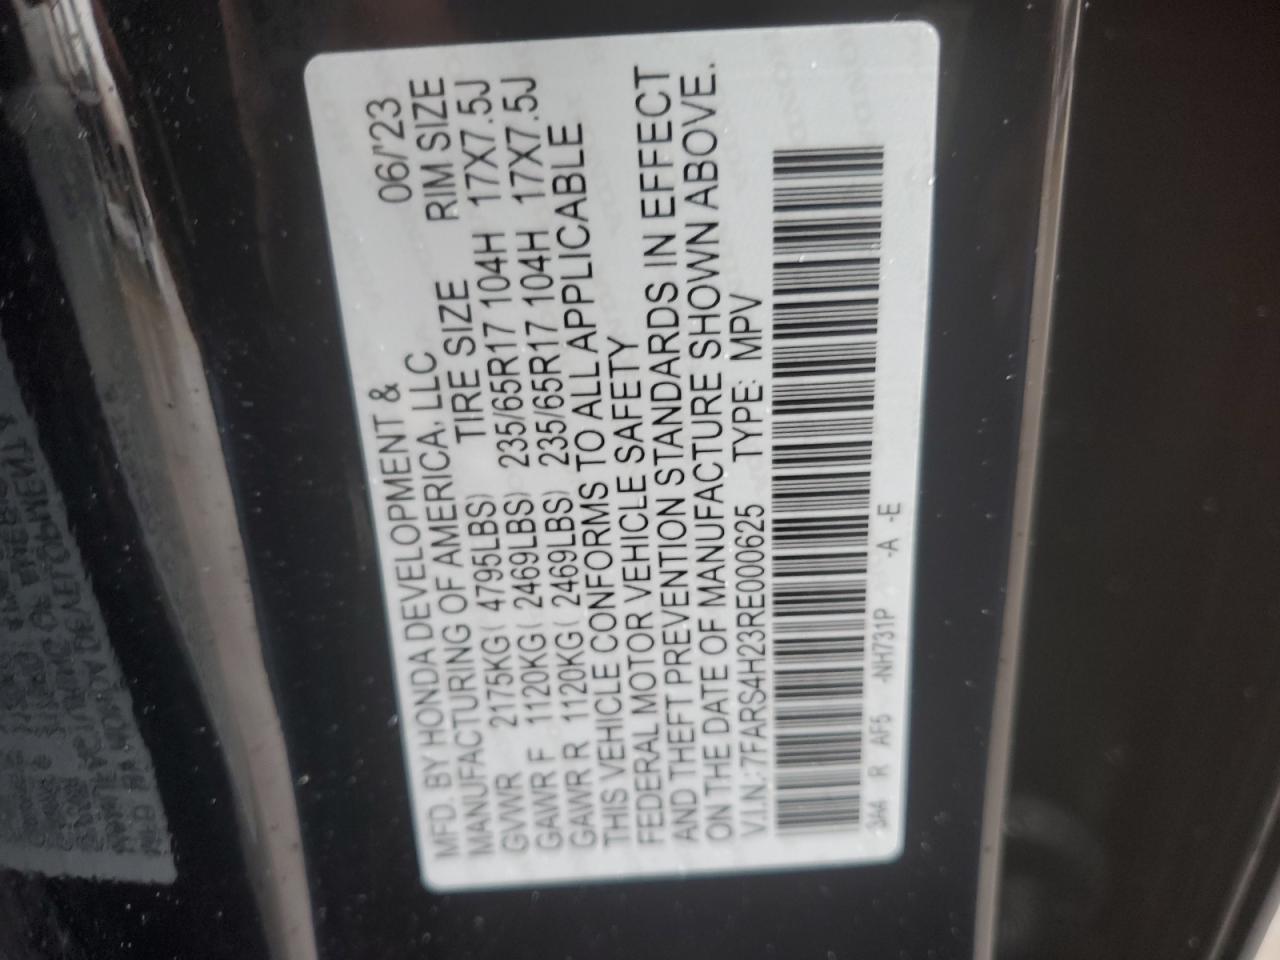 MFD. BY HONDA DEVELOPMENT & 06/'23
MANUFACTURING OF AMERICA, LLC
TIRE SIZE RIM SIZE
GVWR 2175KG( 4795LBS)
GAWR F 1120KG( 2469LBS) 235/65R17 104H 17X7.5J
GAWR R 1120KG( 2469LBS) 235/65R17 104H 17X7.5J
THIS VEHICLE CONFORMS TO ALL APPLICABLE
FEDERAL MOTOR VEHICLE SAFETY
AND THEFT PREVENTION STANDARDS IN EFFECT
ON THE DATE OF MANUFACTURE SHOWN ABOVE.
V.I.N.:7FARS4H23RE000625 TYPE: MPV
R AF5 -NH731P -A -E